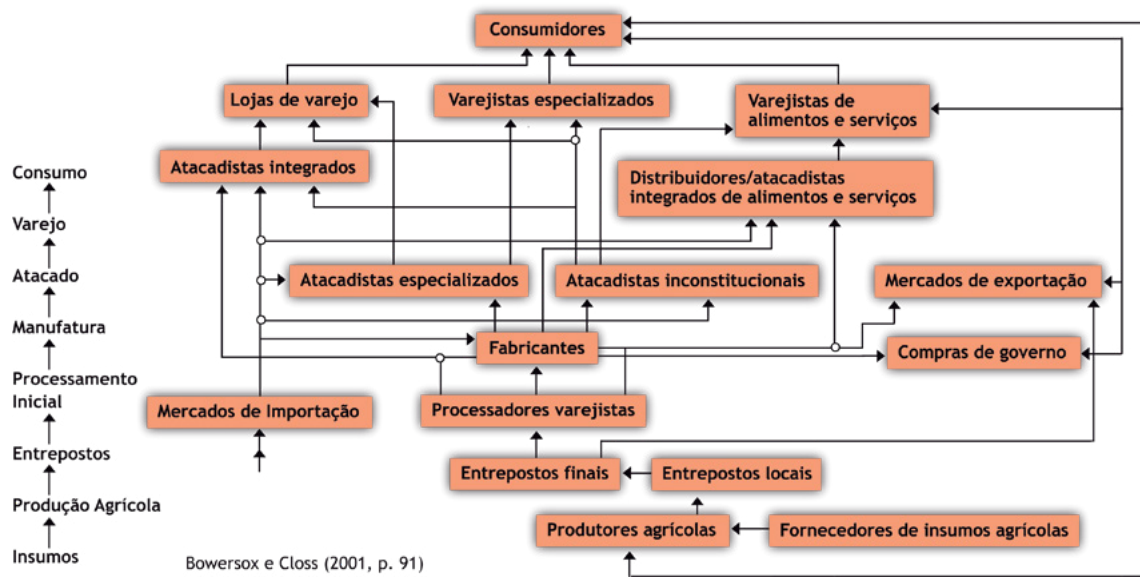 Consumidores
Lojas de varejo
Varejistas especializados
Varejistas de
alimentos e serviços
Atacadistas integrados
Distribuidores/atacadistas
integrados de alimentos e serviços
Atacadistas especializados
Atacadistas inconstitucionais
Mercados de exportação
Fabricantes
Compras de governo
Mercados de Importação
Processadores varejistas
Entrepostos finais
Entrepostos locais
Produtores agrícolas
Fornecedores de insumos agrícolas
Consumo
Varejo
Atacado
Manufatura
Processamento
Inicial
Entrepostos
Produção Agrícola
Insumos
Bowersox e Closs (2001, p. 91)